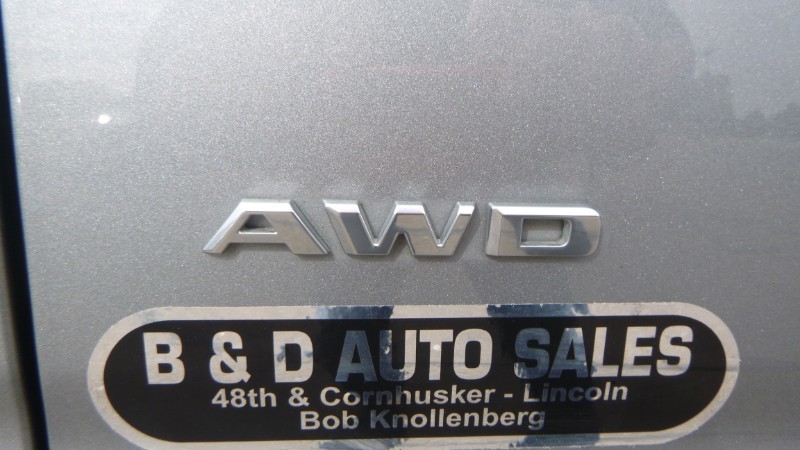 AWD
B & D AUTO SALES
48th & Cornhusker - Lincoln
Bob Knollenberg